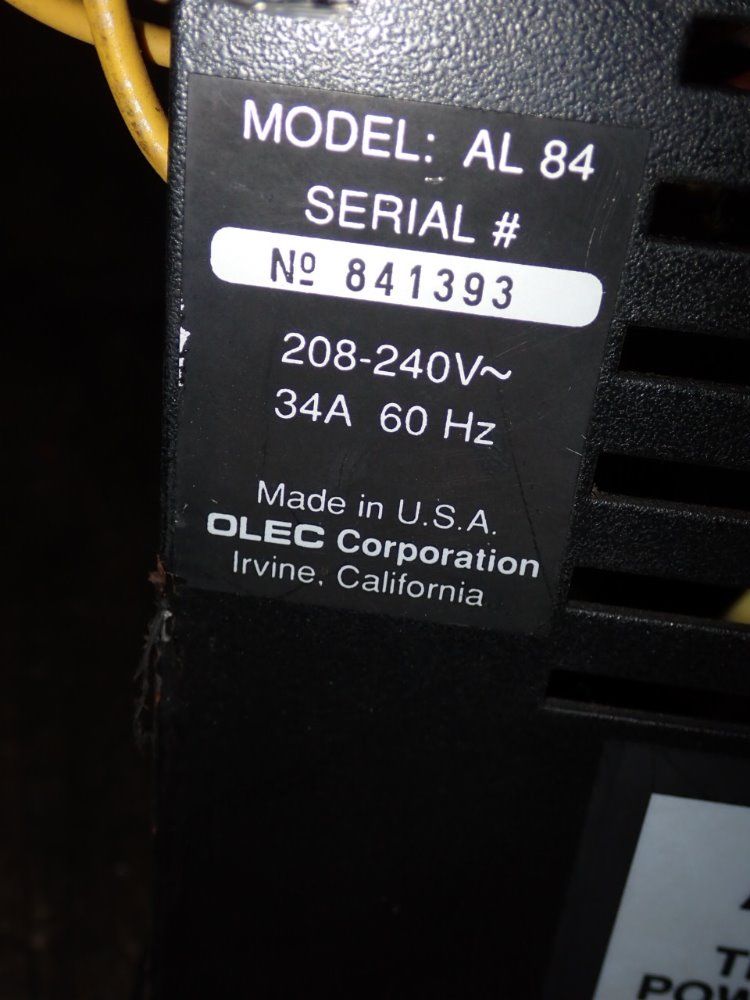 MODEL: AL 84
SERIAL #
Nº 841393
208-240V~
34A 60 Hz
Made in U.S.A.
OLEC Corporation
Irvine, California